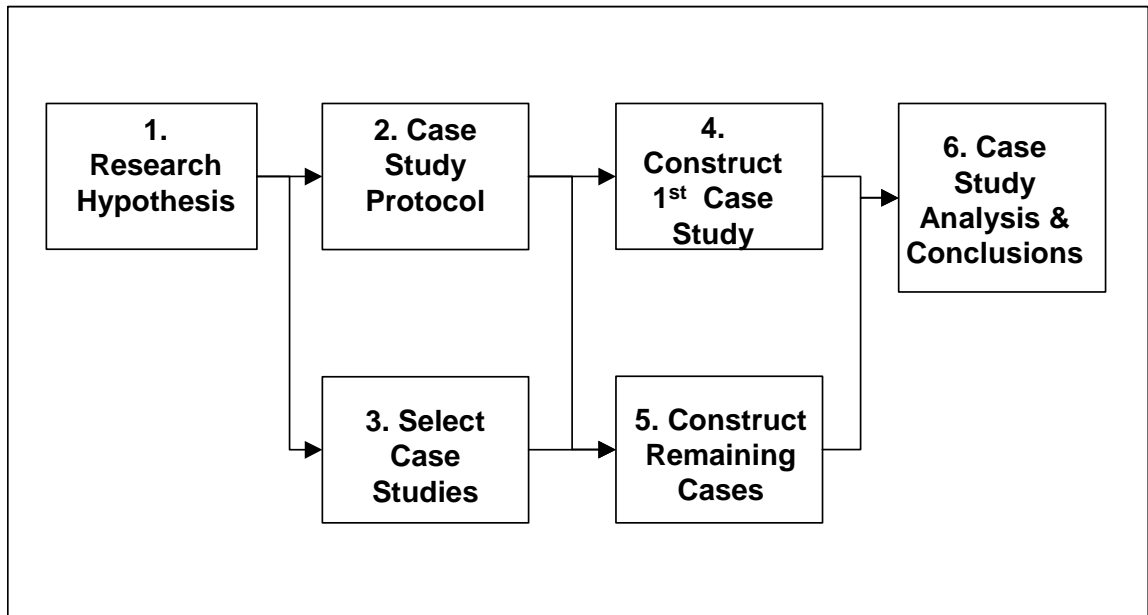 1.
Research
Hypothesis
2. Case
Study
Protocol
3. Select
Case
Studies
4.
Construct
1st Case
Study
5. Construct
Remaining
Cases
6. Case
Study
Analysis &
Conclusions